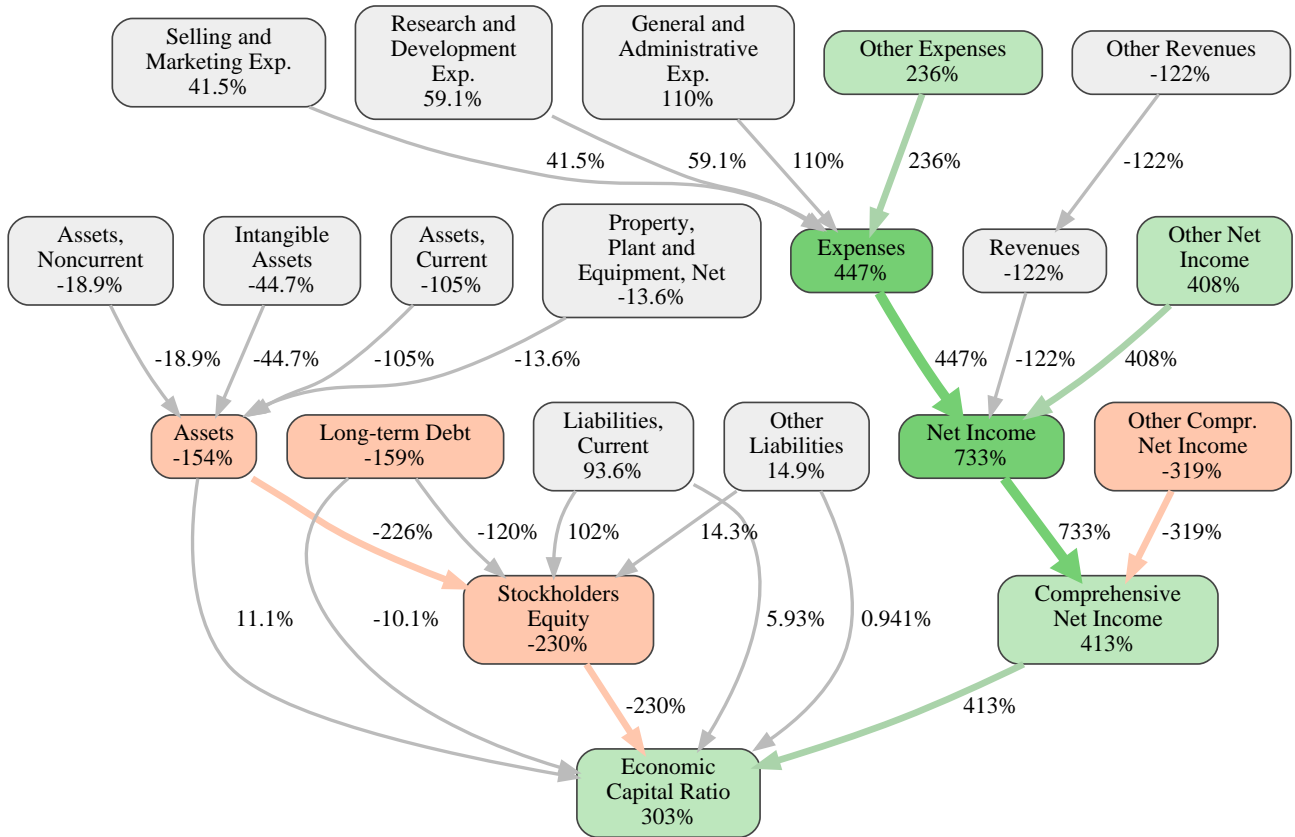 Selling and
Marketing Exp.
41.5%
Research and
Development
Exp.
59.1%
General and
Administrative
Exp.
110%
Other Expenses
236%
Other Revenues
-122%
41.5%
59.1%
110%
236%
-122%
Assets,
Noncurrent
-18.9%
Intangible
Assets
-44.7%
Assets,
Current
-105%
Property,
Plant and
Equipment, Net
-13.6%
Expenses
447%
Revenues
-122%
Other Net
Income
408%
-18.9%
-44.7%
-105%
-13.6%
447%
-122%
408%
Assets
-154%
Long-term Debt
-159%
Liabilities,
Current
93.6%
Other
Liabilities
14.9%
Net Income
733%
Other Compr.
Net Income
-319%
-226%
-120%
102%
14.3%
733%
-319%
Stockholders
Equity
-230%
Comprehensive
Net Income
413%
11.1%
-10.1%
5.93%
0.941%
-230%
413%
Economic
Capital Ratio
303%